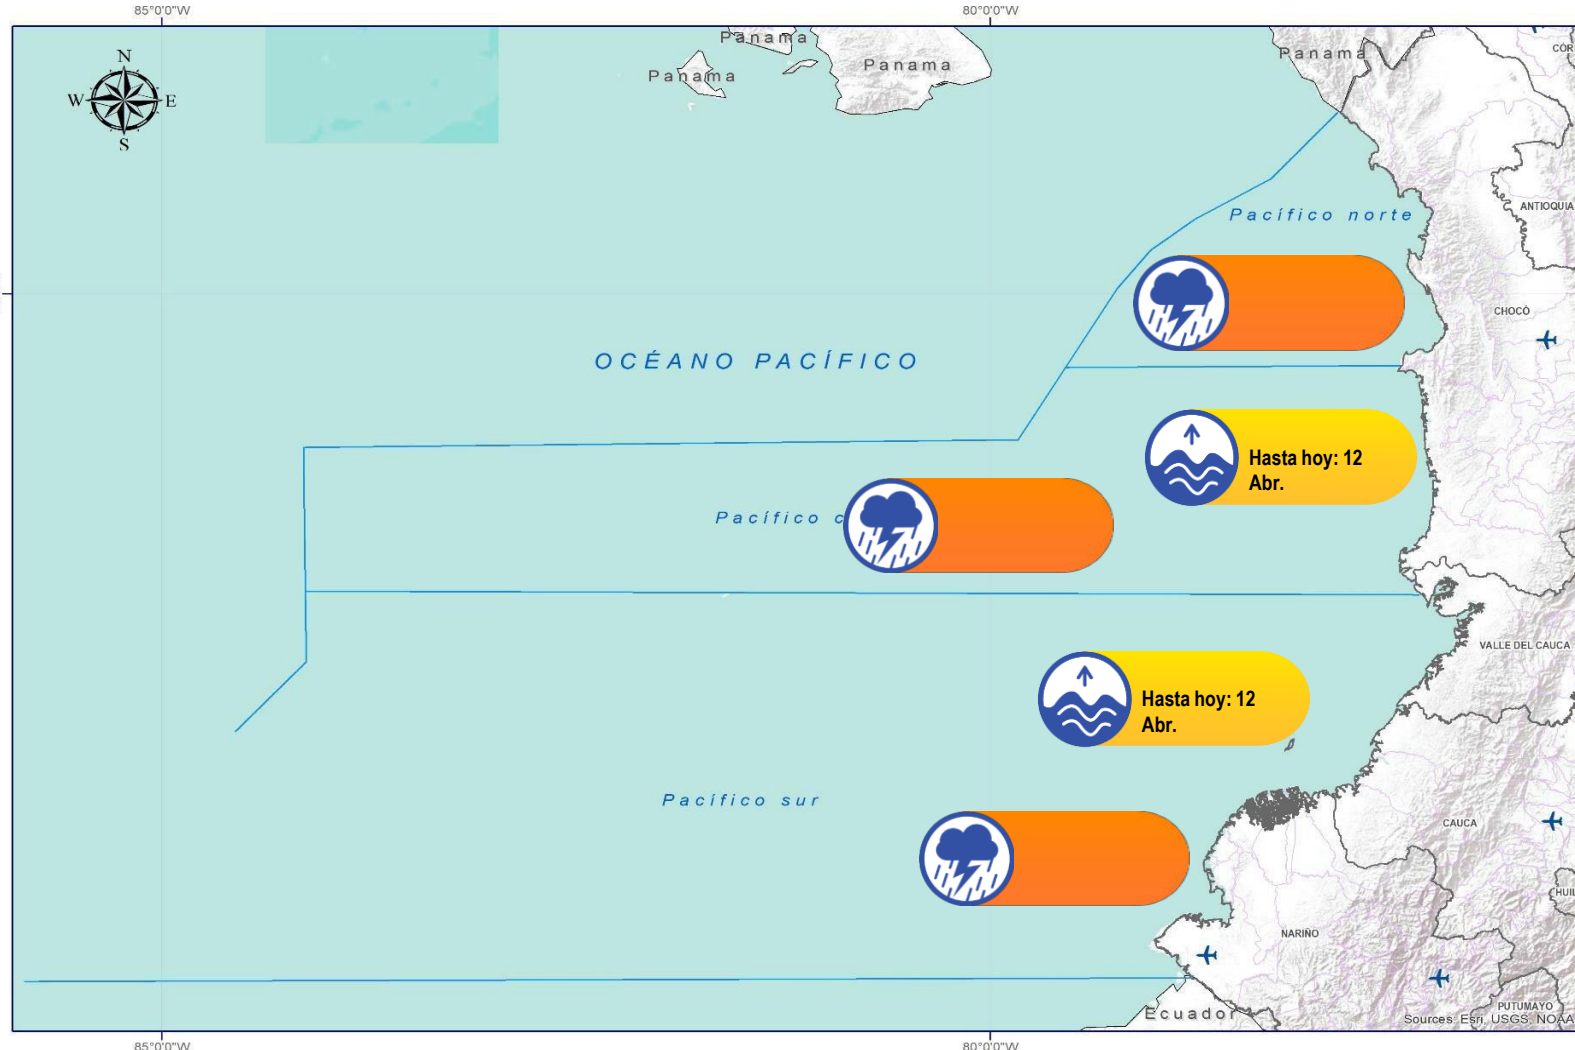 85°0'0"W
80°0'0"W
N
W
E
S
Panama
Panama
Panama
Panama
CÓR
ANTIOQUIA
Pacífico norte
CHOCÓ
OCÉANO PACÍFICO
Hasta hoy: 12
Abr.
Pacífico c
VALLE DEL CAUCA
Hasta hoy: 12
Abr.
Pacífico sur
CAUCA
HUIL
NARIÑO
PUTUMAYO
Ecuador
Sources: Esri, USGS, NOAA
85°0'0"W
80°0'0"W